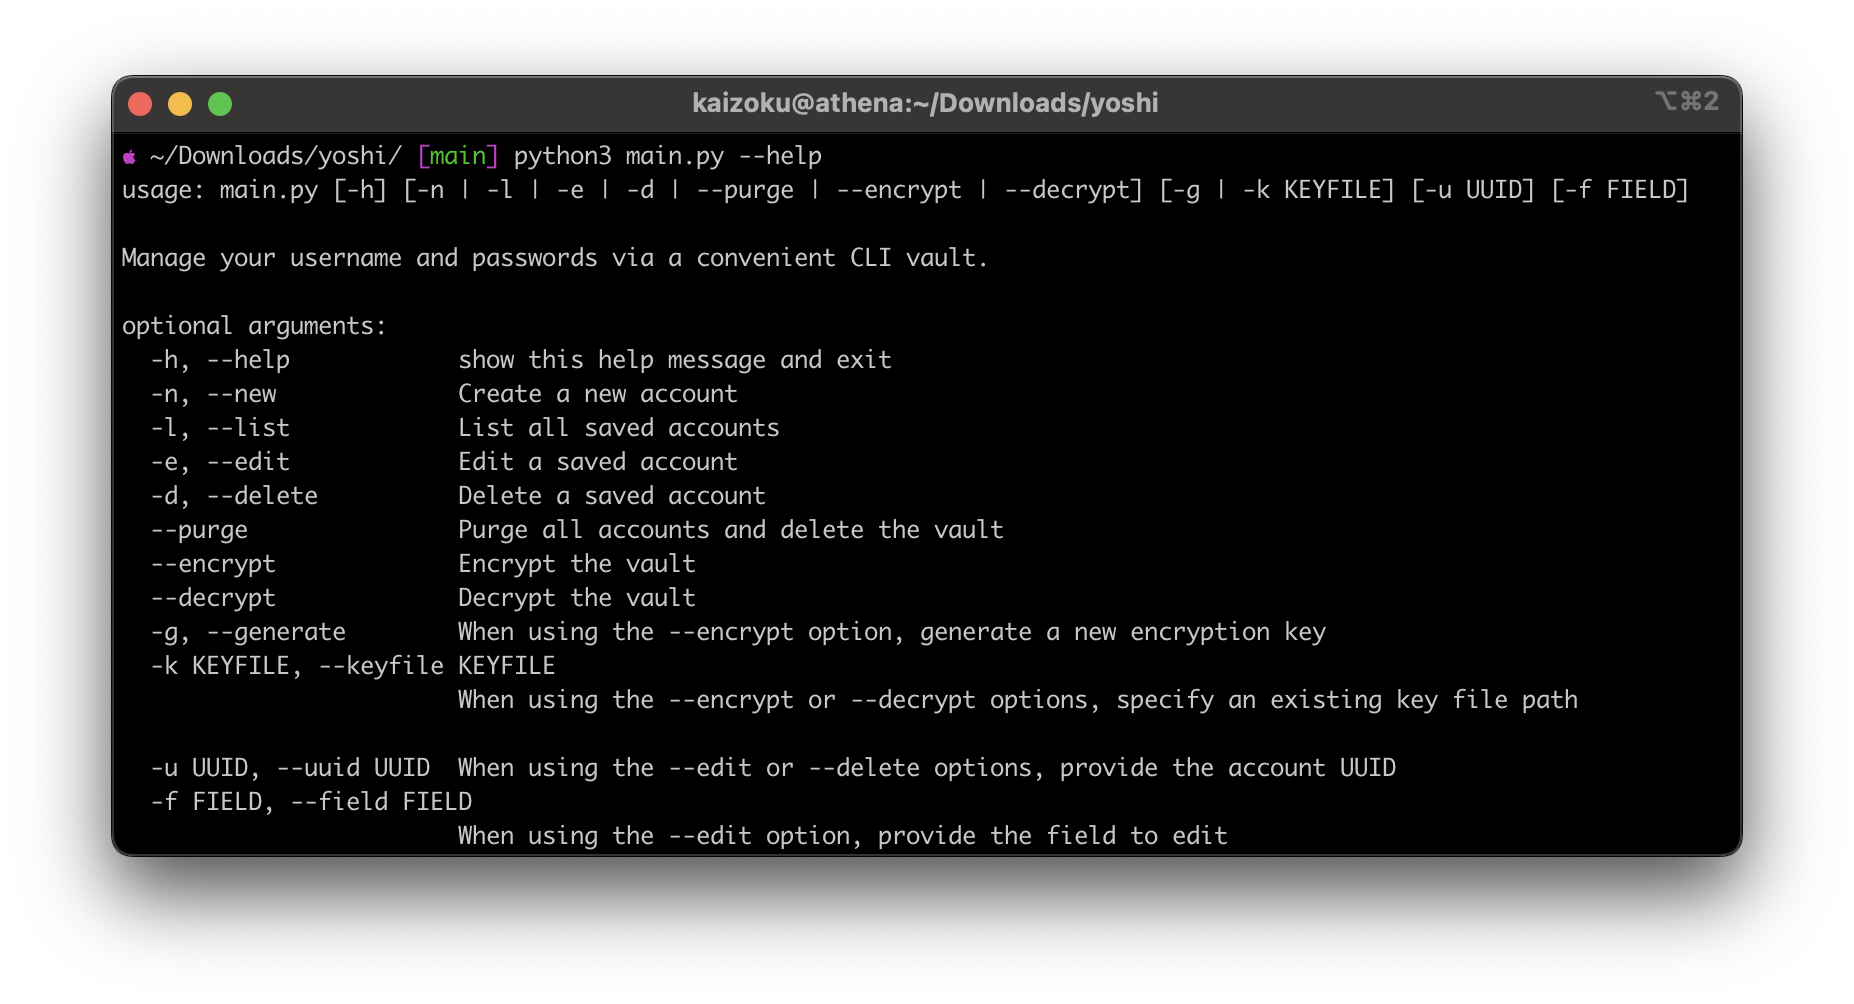 kaizoku@athena:~/Downloads/yoshi
⌥⌘2
~/Downloads/yoshi/ [main] python3 main.py --help
usage: main.py [-h] [-n | -l | -e | -d | --purge | --encrypt | --decrypt] [-g | -k KEYFILE] [-u UUID] [-f FIELD]
Manage your username and passwords via a convenient CLI vault.
optional arguments:
-h, --help show this help message and exit
-n, --new Create a new account
-l, --list List all saved accounts
-e, --edit Edit a saved account
-d, --delete Delete a saved account
--purge Purge all accounts and delete the vault
--encrypt Encrypt the vault
--decrypt Decrypt the vault
-g, --generate When using the --encrypt option, generate a new encryption key
-k KEYFILE, --keyfile KEYFILE
When using the --encrypt or --decrypt options, specify an existing key file path
-u UUID, --uuid UUID When using the --edit or --delete options, provide the account UUID
-f FIELD, --field FIELD
When using the --edit option, provide the field to edit